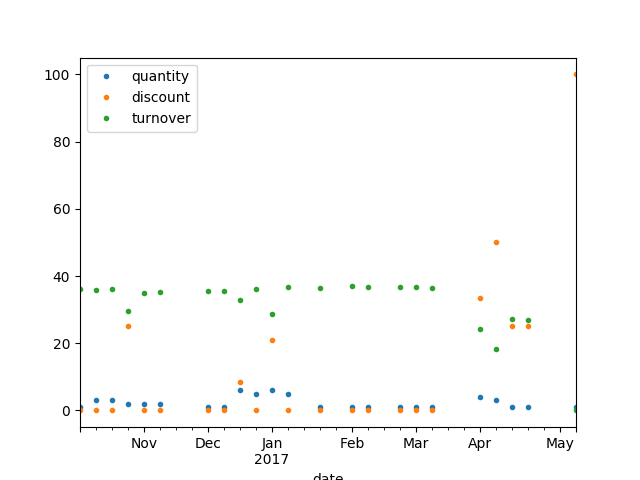 100
80
60
40
20
0
quantity
discount
turnover
Nov
Dec
Jan
2017
Feb
Mar
Apr
May
date